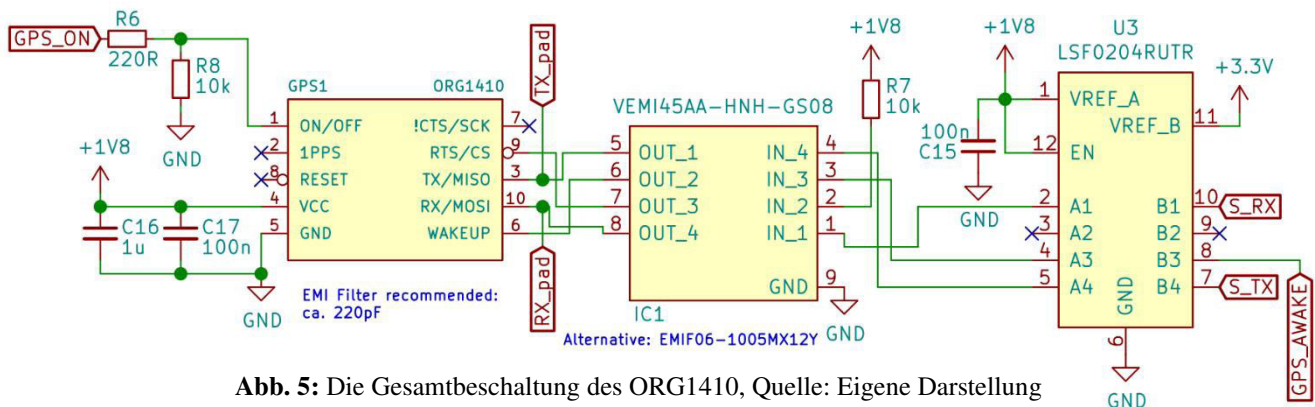 GPS_ON
R6
220R
R8
10k
GND
+1V8
C16
1u
C17
100n
GND
GPS1
ORG1410
1
ON/OFF
2
1PPS
8
RESET
4
VCC
5
GND
!CTS/SCK
7
RTS/CS
9
TX/MISO
3
RX/MOSI
10
WAKEUP
6
EMI Filter recommended:
ca. 220pF
TX_pad
RX_pad
VEMI45AA-HNH-GS08
5
OUT_1
6
OUT_2
7
OUT_3
8
OUT_4
IN_4
4
IN_3
3
IN_2
2
IN_1
1
GND
9
IC1
GND
Alternative: EMIF06-1005MX12Y
+1V8
R7
10k
+1V8
100n
C15
GND
U3
LSF0204RUTR
+3.3V
1
VREF_A
VREF_B
11
12
EN
2
A1
3
A2
4
A3
5
A4
B1
10
B2
9
B3
8
B4
7
GND
6
GND
S_RX
S_TX
GPS_AWAKE
Abb. 5: Die Gesamtbeschaltung des ORG1410, Quelle: Eigene Darstellung